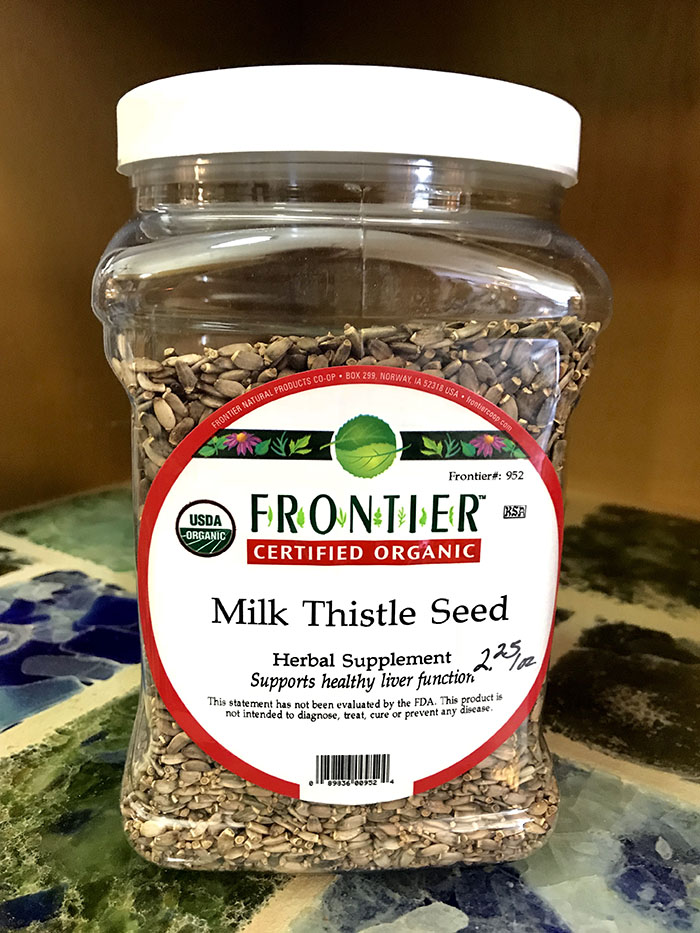 FRONTIER NATURAL PRODUCTS CO-OP • BOX 299, NORWAY, IA 52318 USA • frontiercoop.com
Frontier#: 952
USDA
ORGANIC
FRONTIER™
KSA
CERTIFIED ORGANIC
Milk Thistle Seed
Herbal Supplement
2.25/oz
Supports healthy liver function
This statement has not been evaluated by the FDA. This product is
not intended to diagnose, treat, cure or prevent any disease.
0 89836 00952 4